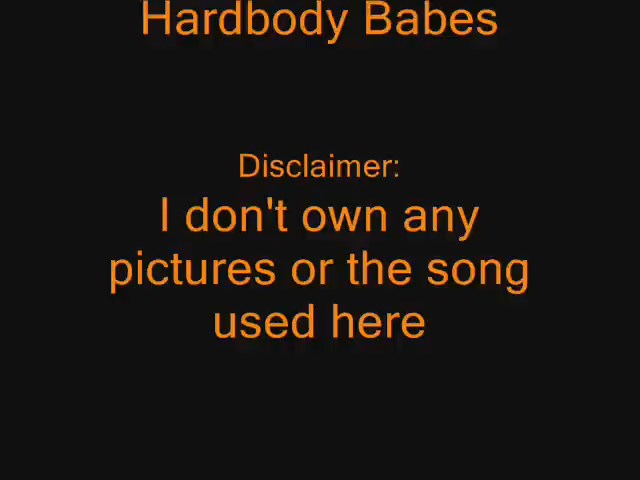 Hardbody Babes
Disclaimer:
I don't own any
pictures or the song
used here